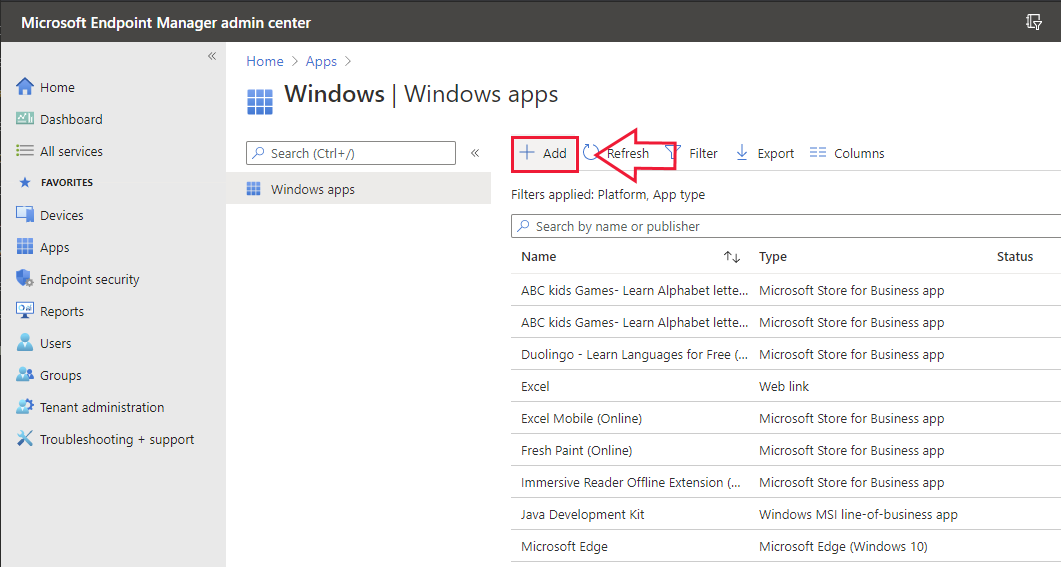 Microsoft Endpoint Manager admin center
«
Home
Dashboard
All services
FAVORITES
Devices
Apps
Endpoint security
Reports
Users
Groups
Tenant administration
Troubleshooting + support
Home > Apps >
Windows | Windows apps
Search (Ctrl+/)
«
Windows apps
+ Add
Refresh
Filter
Export
Columns
Filters applied: Platform, App type
Search by name or publisher
Name ↑↓ Type Status
ABC kids Games- Learn Alphabet lette... Microsoft Store for Business app
ABC kids Games- Learn Alphabet lette... Microsoft Store for Business app
Duolingo - Learn Languages for Free (... Microsoft Store for Business app
Excel Web link
Excel Mobile (Online) Microsoft Store for Business app
Fresh Paint (Online) Microsoft Store for Business app
Immersive Reader Offline Extension (... Microsoft Store for Business app
Java Development Kit Windows MSI line-of-business app
Microsoft Edge Microsoft Edge (Windows 10)